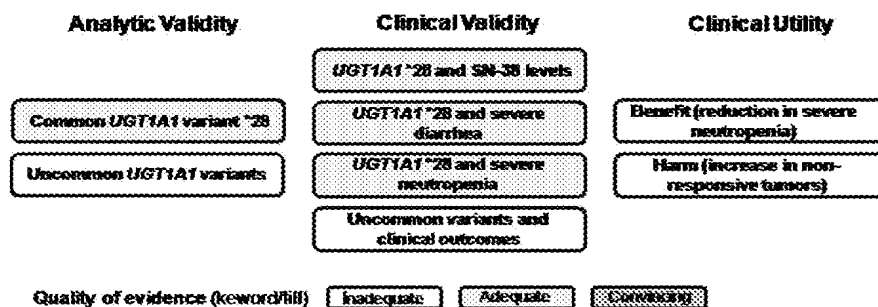 Analytic Validity
Clinical Validity
Clinical Utility
UGT1A1 *28 and SN-38 levels
Common UGT1A1 variant *28
UGT1A1 *28 and severe
diarrhea
Benefit (reduction in severe
neutropenia)
Uncommon UGT1A1 variants
UGT1A1 *28 and severe
neutropenia
Harm (increase in non-
responsive tumors)
Uncommon variants and
clinical outcomes
Quality of evidence (keword/fill)
Inadequate
Adequate
Convincing